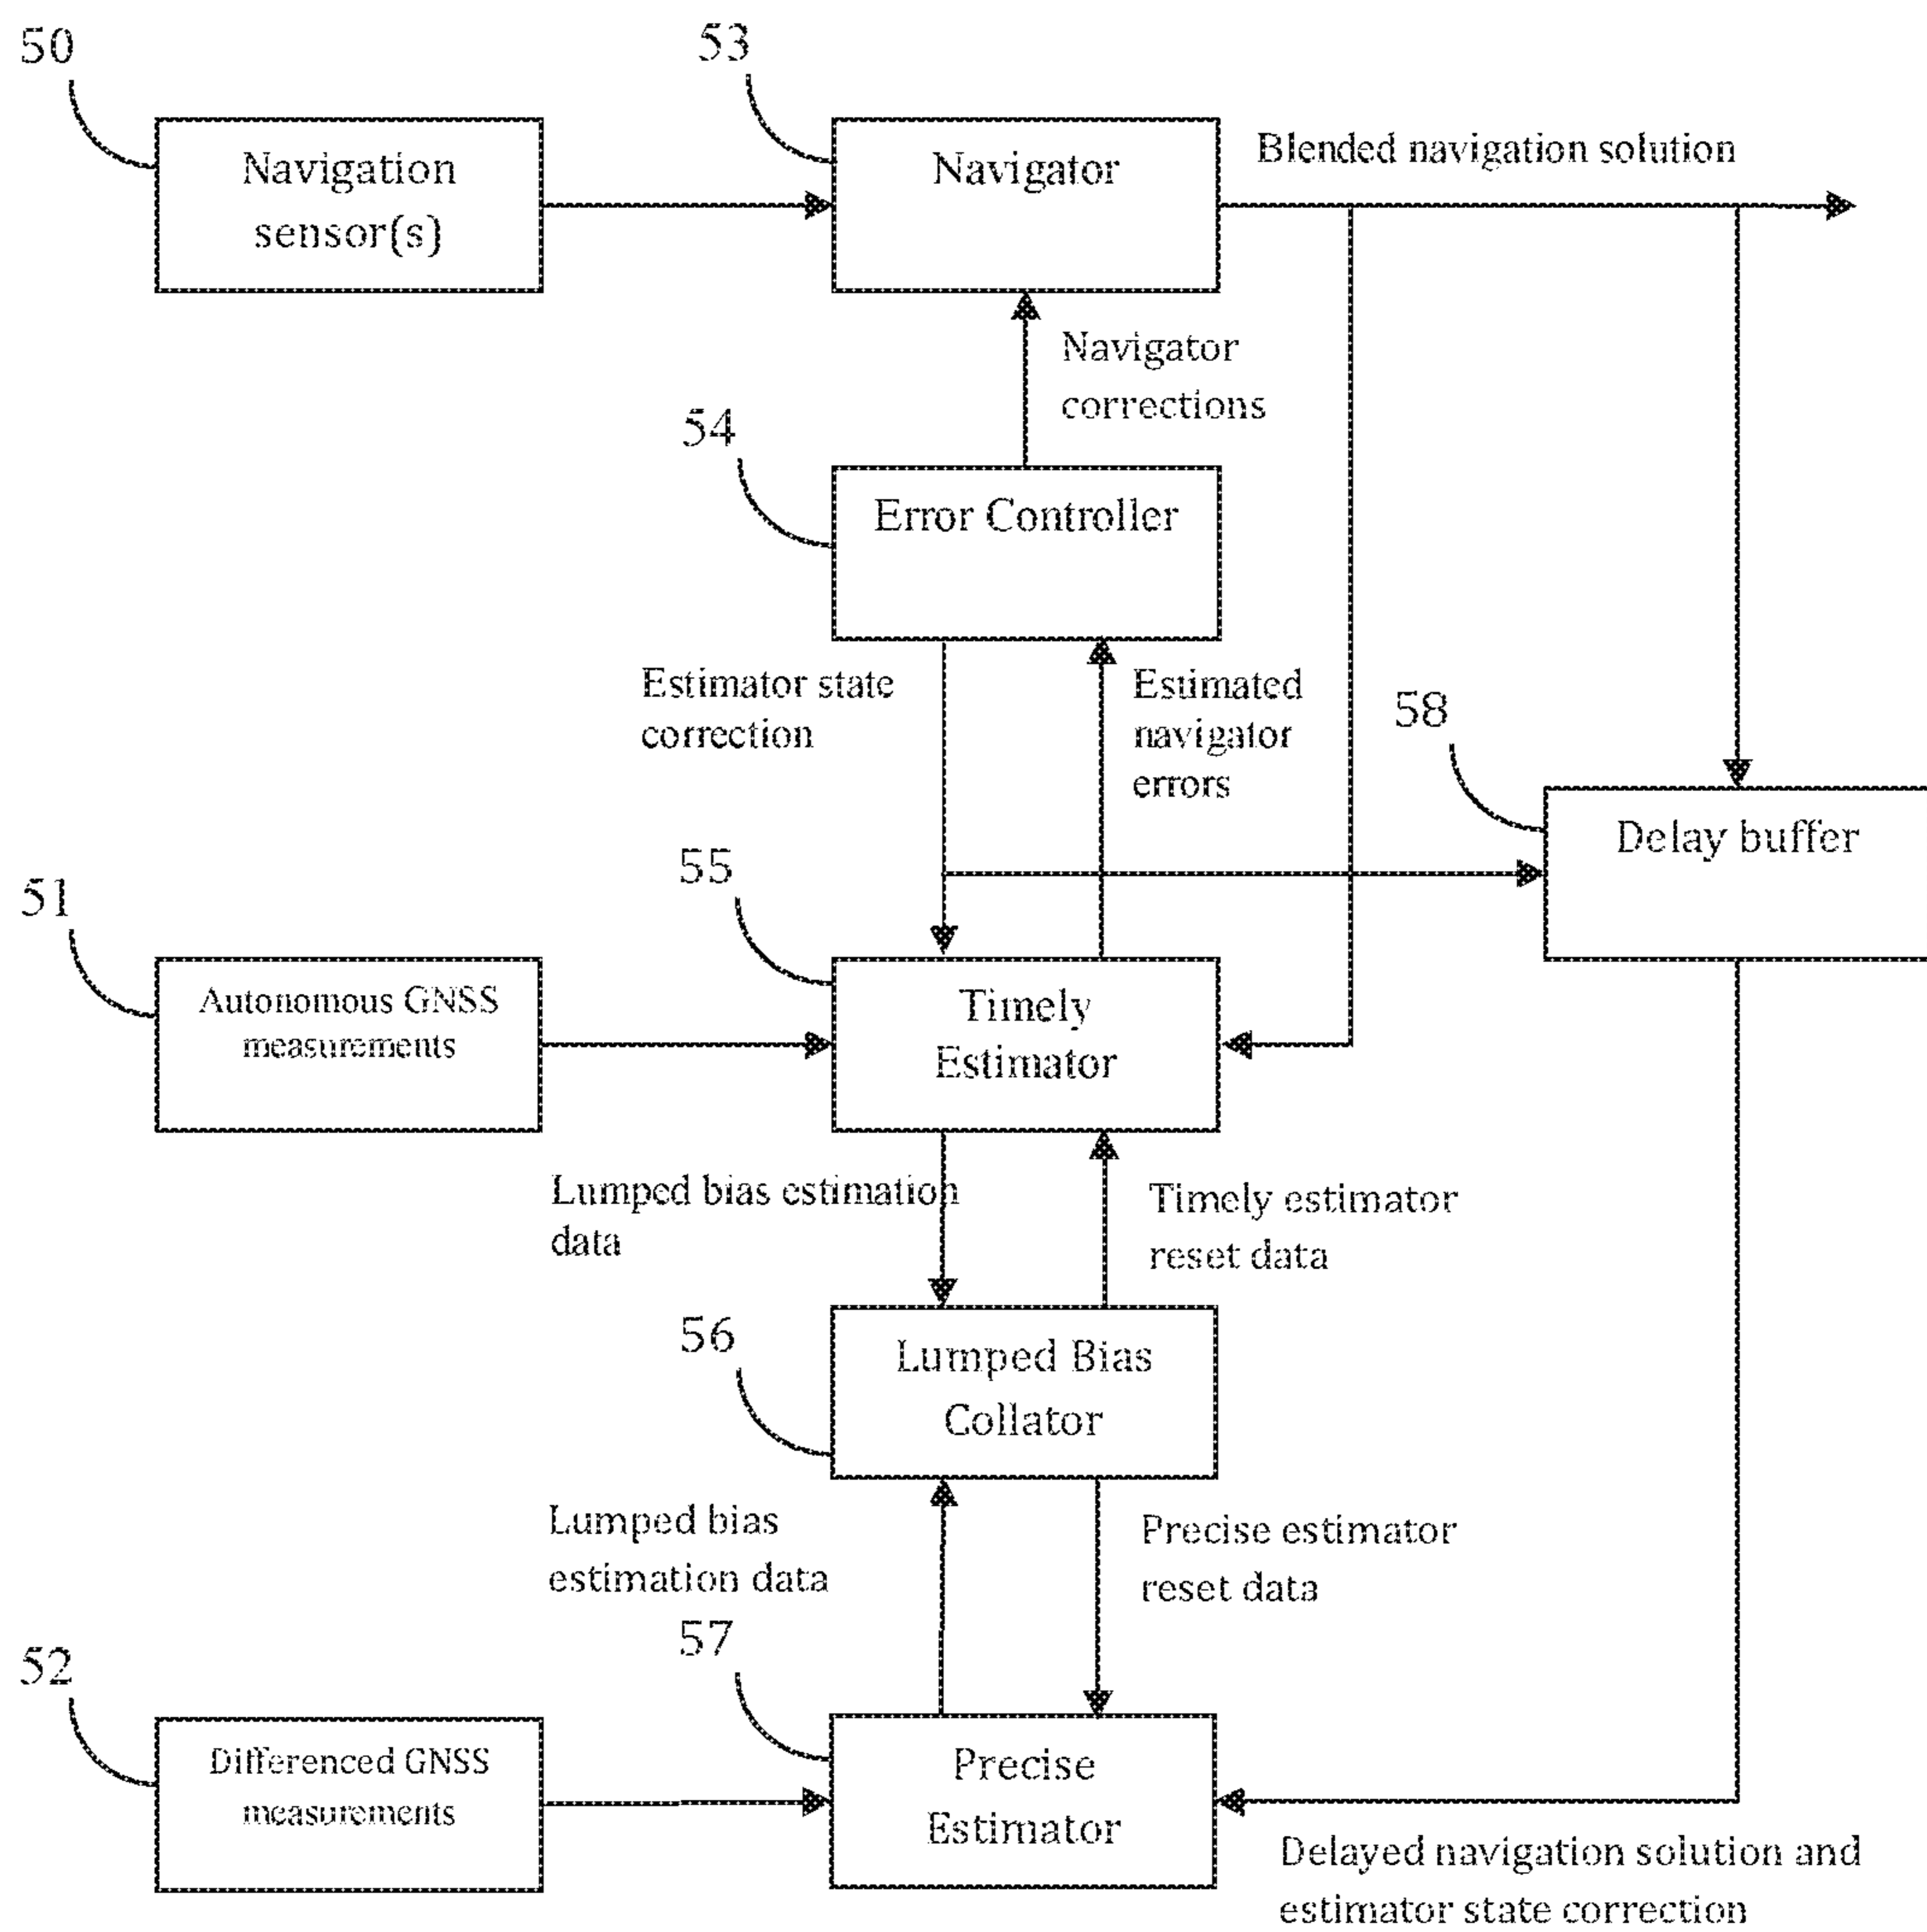 50
53
Navigation
sensor(s)
Navigator
Blended navigation solution
Navigator
corrections
54
Error Controller
Estimator state
correction
Estimated
navigator
errors
58
Delay buffer
51
55
Autonomous GNSS
measurements
Timely
Estimator
Lumped bias estimation
data
Timely estimator
reset data
56
Lumped Bias
Collator
Lumped bias
estimation data
Precise estimator
reset data
52
57
Differenced GNSS
measurements
Precise
Estimator
Delayed navigation solution and
estimator state correction